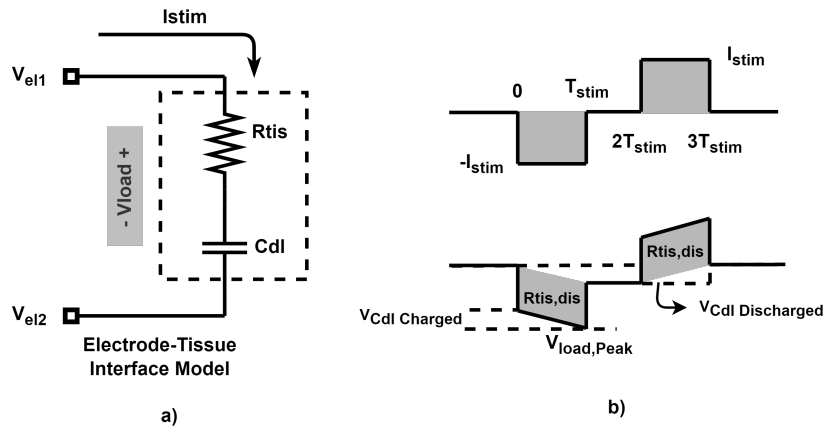 Istim
Vel1
Rtis
- Vload +
Cdl
Vel2
Electrode-Tissue
Interface Model
a)
Istim
0
Tstim
2Tstim
3Tstim
-Istim
Rtis,dis
Rtis,dis
VCdl Charged
VCdl Discharged
Vload,Peak
b)